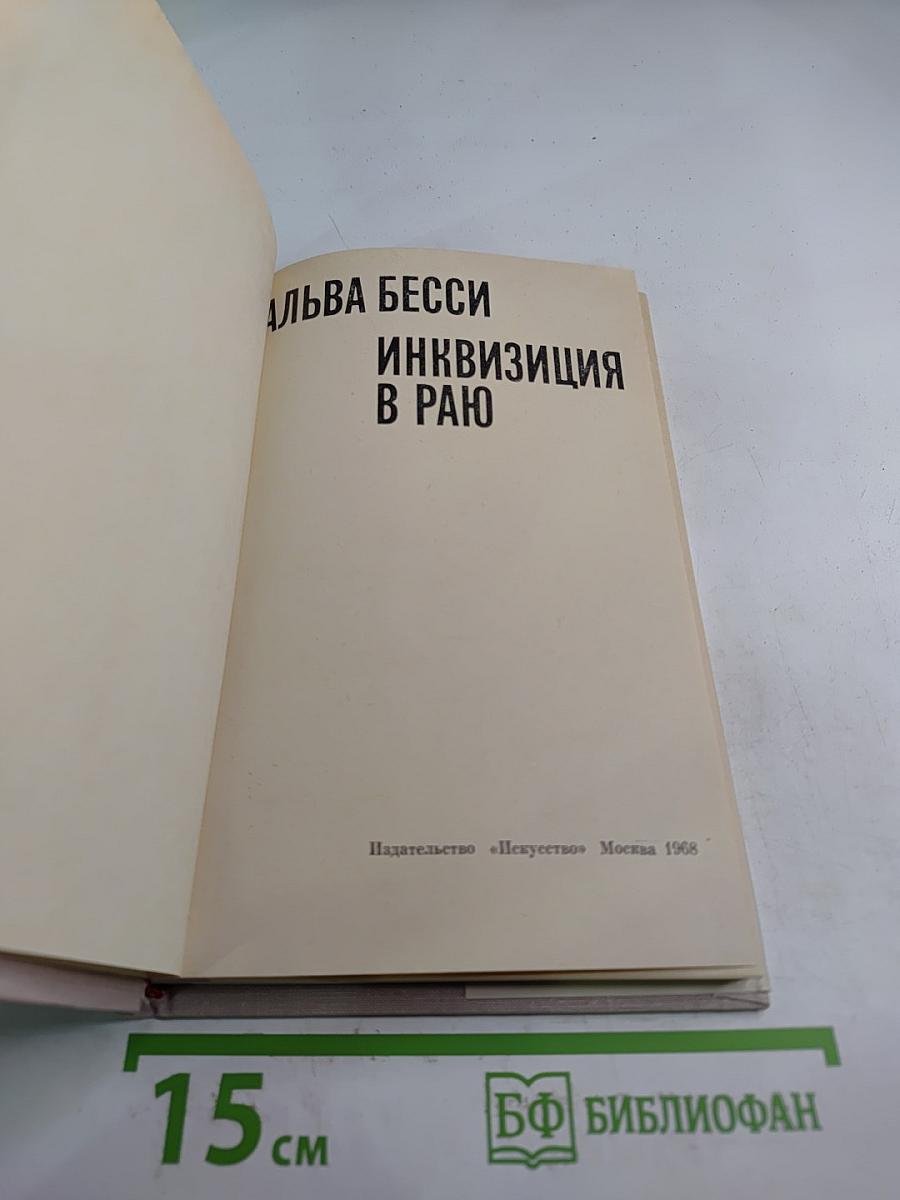 АЛЬВА БЕССИ
ИНКВИЗИЦИЯ
В РАЮ
Издательство «Искусство» Москва 1968
15 см
БФ БИБЛИОФАН